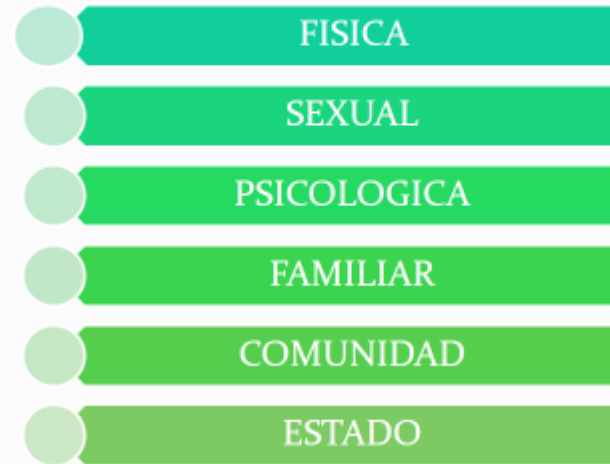 FISICA
SEXUAL
PSICOLOGICA
FAMILIAR
COMUNIDAD
ESTADO